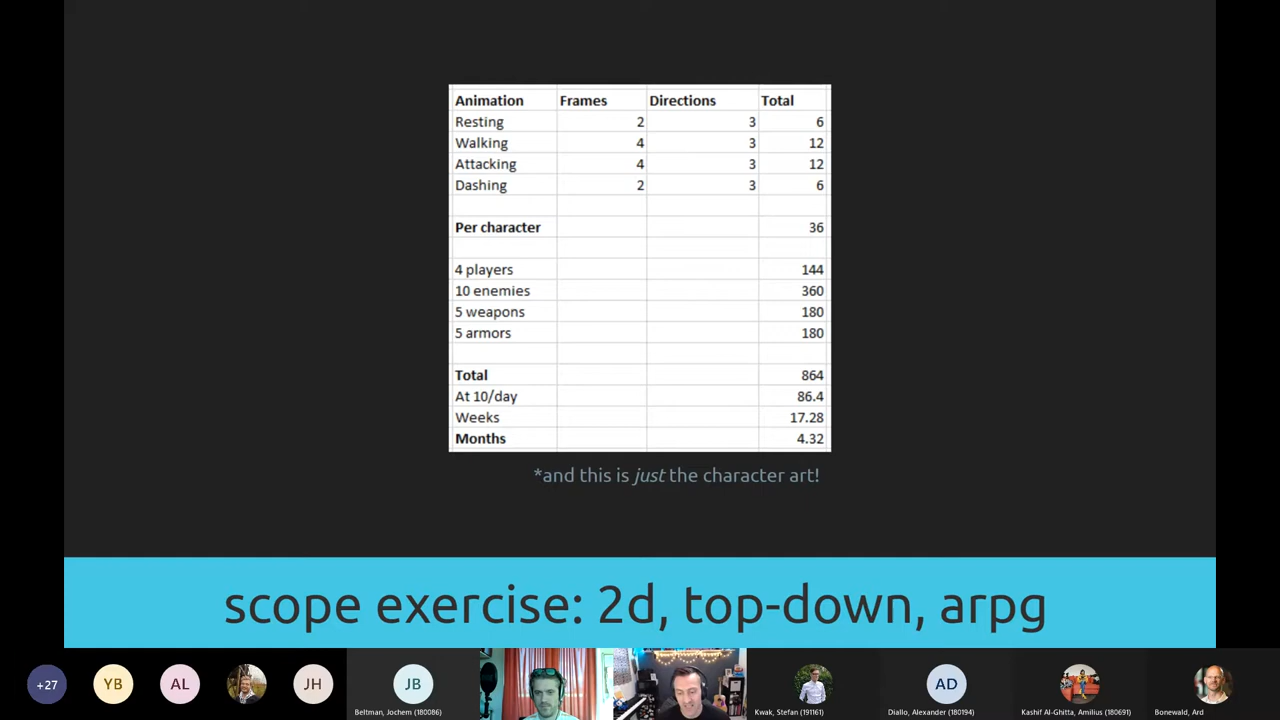 Animation Frames Directions Total
Resting 2 3 6
Walking 4 3 12
Attacking 4 3 12
Dashing 2 3 6
Per character 36
4 players 144
10 enemies 360
5 weapons 180
5 armors 180
Total 864
At 10/day 86.4
Weeks 17.28
Months 4.32
*and this is just the character art!
scope exercise: 2d, top-down, arpg
+27 YB AL JH JB AD
Beltman, Jochem (180086) Kwak, Stefan (191161) Diallo, Alexander (180194) Kashif Al-Ghitta, Amilius (180691) Bonewald, Ard